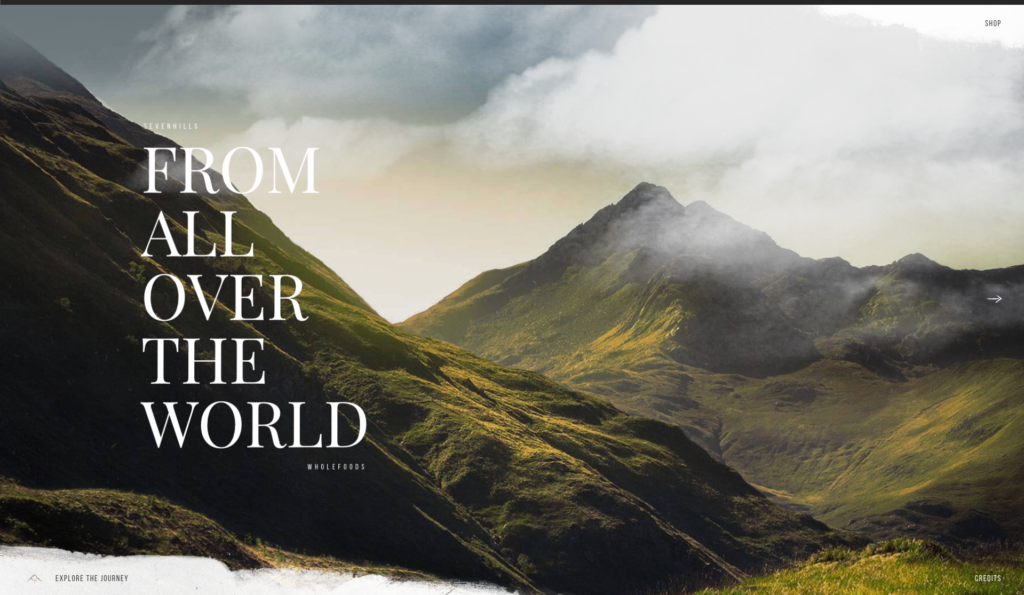 SHOP
SEVENHILLS
FROM
ALL
OVER
THE
WORLD
WHOLEFOODS
EXPLORE THE JOURNEY
CREDITS